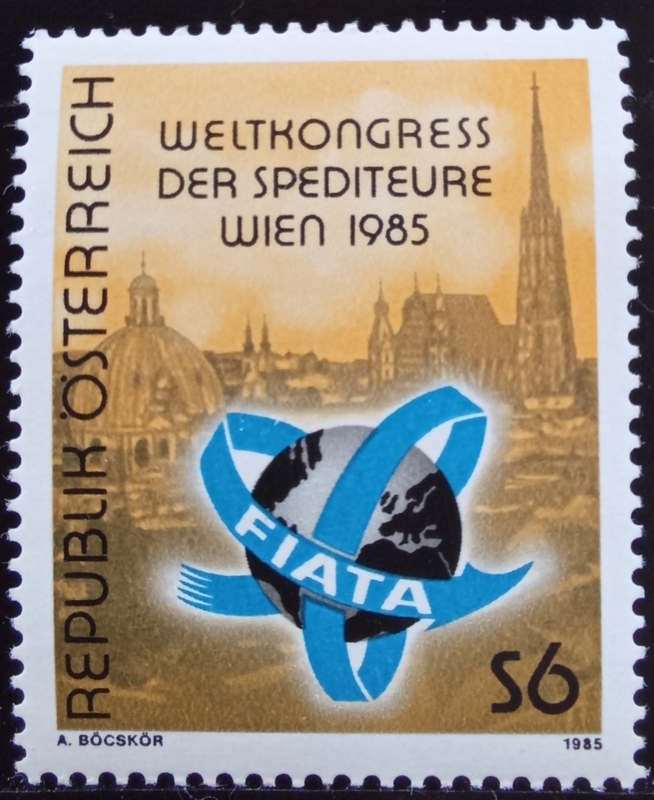 REPUBLIK ÖSTERREICH
WELTKONGRESS
DER SPEDITEURE
WIEN 1985
FIATA
S6
A. BÖCSKÖR
1985